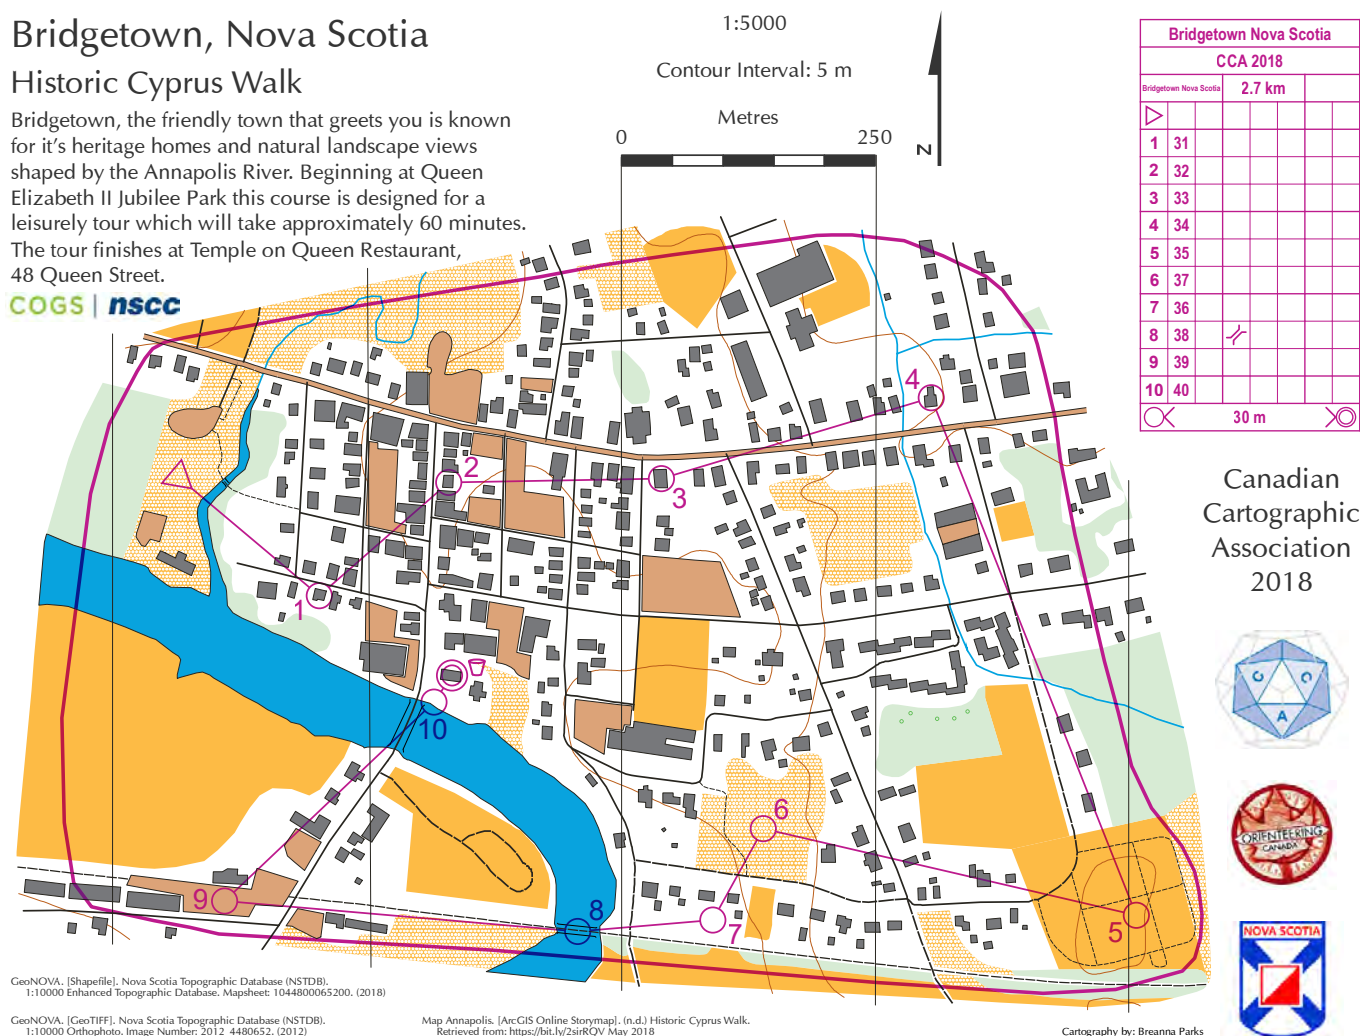 Bridgetown, Nova Scotia
Historic Cyprus Walk
Bridgetown, the friendly town that greets you is known
for it's heritage homes and natural landscape views
shaped by the Annapolis River. Beginning at Queen
Elizabeth II Jubilee Park this course is designed for a
leisurely tour which will take approximately 60 minutes.
The tour finishes at Temple on Queen Restaurant,
48 Queen Street.
COGS | nscc
1:5000
Contour Interval: 5 m
Metres
0 250
N
Bridgetown Nova Scotia
CCA 2018
Bridgetown Nova Scotia 2.7 km
1 31
2 32
3 33
4 34
5 35
6 37
7 36
8 38
9 39
10 40
30 m
Canadian
Cartographic
Association
2018
C C
A
ORIENTEERING
CANADA
NOVA SCOTIA
4
2
3
1
10
6
9
8
7
5
GeoNOVA. [Shapefile]. Nova Scotia Topographic Database (NSTDB).
1:10000 Enhanced Topographic Database. Mapsheet: 1044800065200. (2018)
GeoNOVA. [GeoTIFF]. Nova Scotia Topographic Database (NSTDB).
1:10000 Orthophoto. Image Number: 2012_4480652. (2012)
Map Annapolis. [ArcGIS Online Storymap]. (n.d.) Historic Cyprus Walk.
Retrieved from: https://bit.ly/2sirRQV May 2018
Cartography by: Breanna Parks